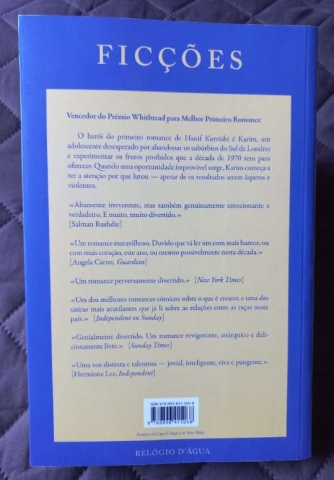 FICÇÕES
Vencedor do Prémio Whitbread para Melhor Primeiro Romance
O herói do primeiro romance de Hanif Kureishi é Karim, um
adolescente desesperado por abandonar os subúrbios do Sul de Londres
e experimentar os frutos proibidos que a década de 1970 tem para
oferecer. Quando uma oportunidade improvável surge, Karim começa a
ter a atenção por que lutou — apesar de os resultados serem ásperos e
violentos.
«Altamente irreverente, mas também genuinamente emocionante e
verdadeiro. E muito, muito divertido.»
[Salman Rushdie]
«Um romance maravilhoso. Duvido que vá ler um com mais humor, ou
com mais coração, este ano, ou mesmo possivelmente nesta década.»
[Angela Carter, Guardian]
«Um romance perversamente divertido.» [New York Times]
«Um dos melhores romances cómicos sobre o que é crescer, e uma das
sátiras mais acutilantes que já li sobre as relações entre as raças neste
país.» [Independent on Sunday]
«Genialmente divertido. Um romance revigorante, anárquico e deli-
ciosamente livre.» [Sunday Times]
«Uma voz distinta e talentosa — jovial, inteligente, viva e pungente.»
[Hermione Lee, Independent]
RELÓGIO D'ÁGUA